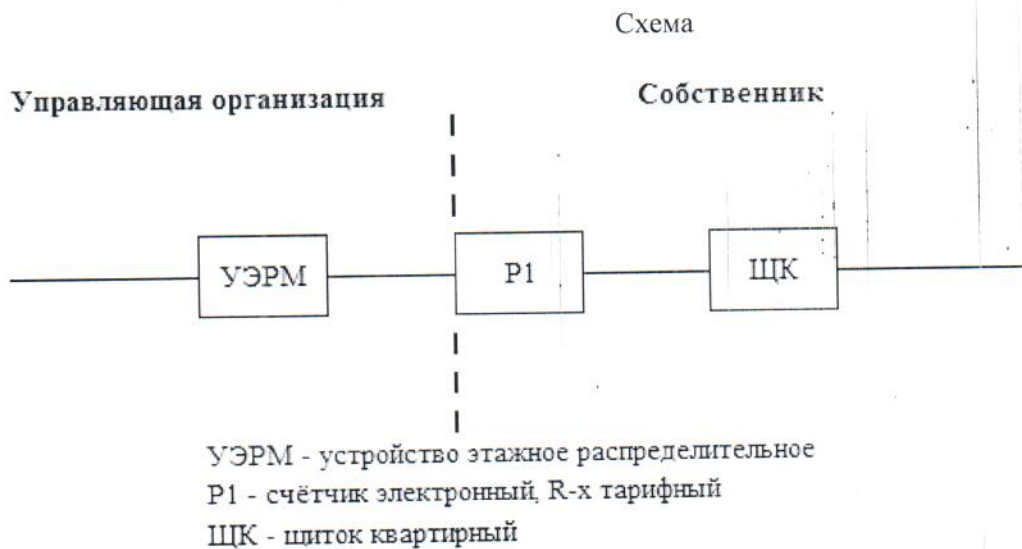 Схема
Управляющая организация
Собственник
УЭРМ
Р1
ЩК
УЭРМ - устройство этажное распределительное
Р1 - счётчик электронный, R-х тарифный
ЩК - щиток квартирный